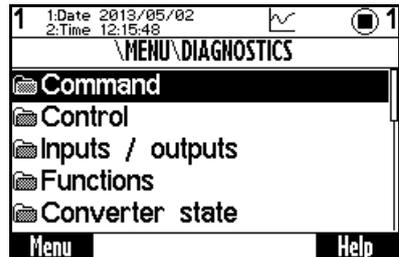 1 1:Date 2013/05/02 1
2:Time 12:15:48
\MENU\DIAGNOSTICS
Command
Control
Inputs / outputs
Functions
Converter state
Menu Help